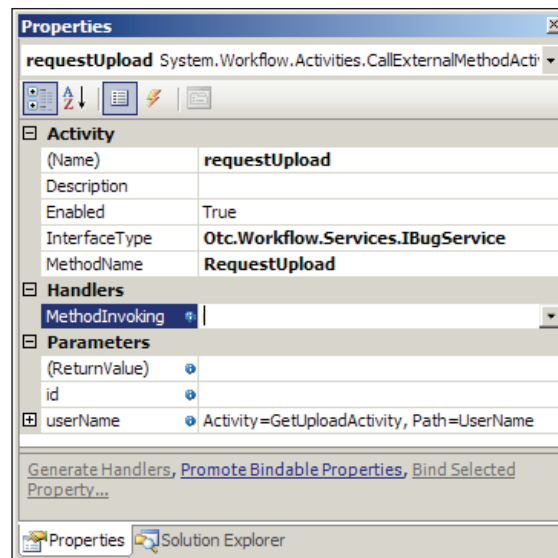 Properties
requestUpload System.Workflow.Activities.CallExternalMethodActi
Activity
(Name) requestUpload
Description
Enabled True
InterfaceType Otc.Workflow.Services.IBugService
MethodName RequestUpload
Handlers
MethodInvoking
Parameters
(ReturnValue)
id
userName Activity=GetUploadActivity, Path=UserName
Generate Handlers, Promote Bindable Properties, Bind Selected
Property...
Properties Solution Explorer